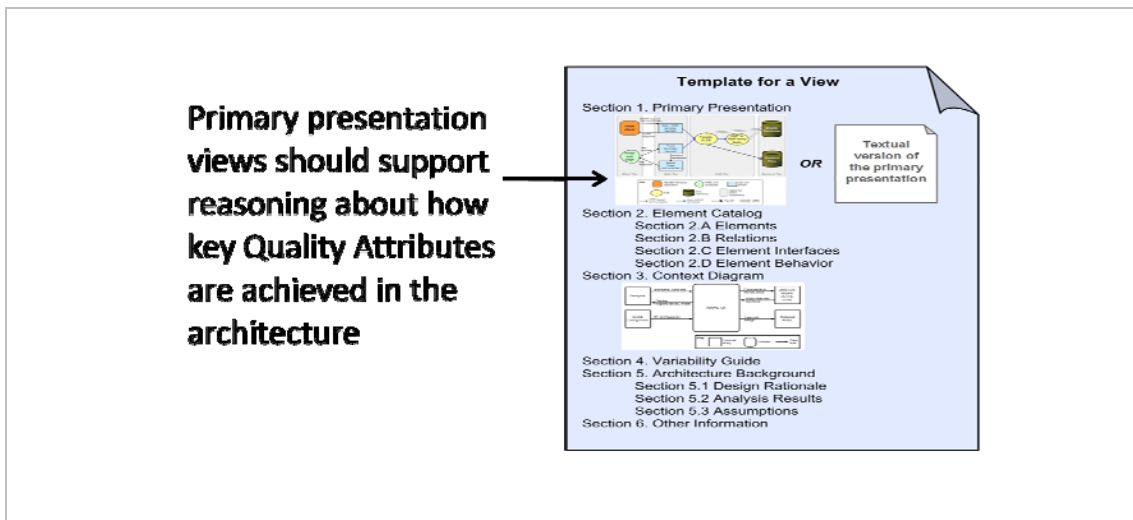 Primary presentation
views should support
reasoning about how
key Quality Attributes
are achieved in the
architecture
Template for a View
Section 1. Primary Presentation
OR
Textual
version of
the primary
presentation
Section 2. Element Catalog
Section 2.A Elements
Section 2.B Relations
Section 2.C Element Interfaces
Section 2.D Element Behavior
Section 3. Context Diagram
Section 4. Variability Guide
Section 5. Architecture Background
Section 5.1 Design Rationale
Section 5.2 Analysis Results
Section 5.3 Assumptions
Section 6. Other Information